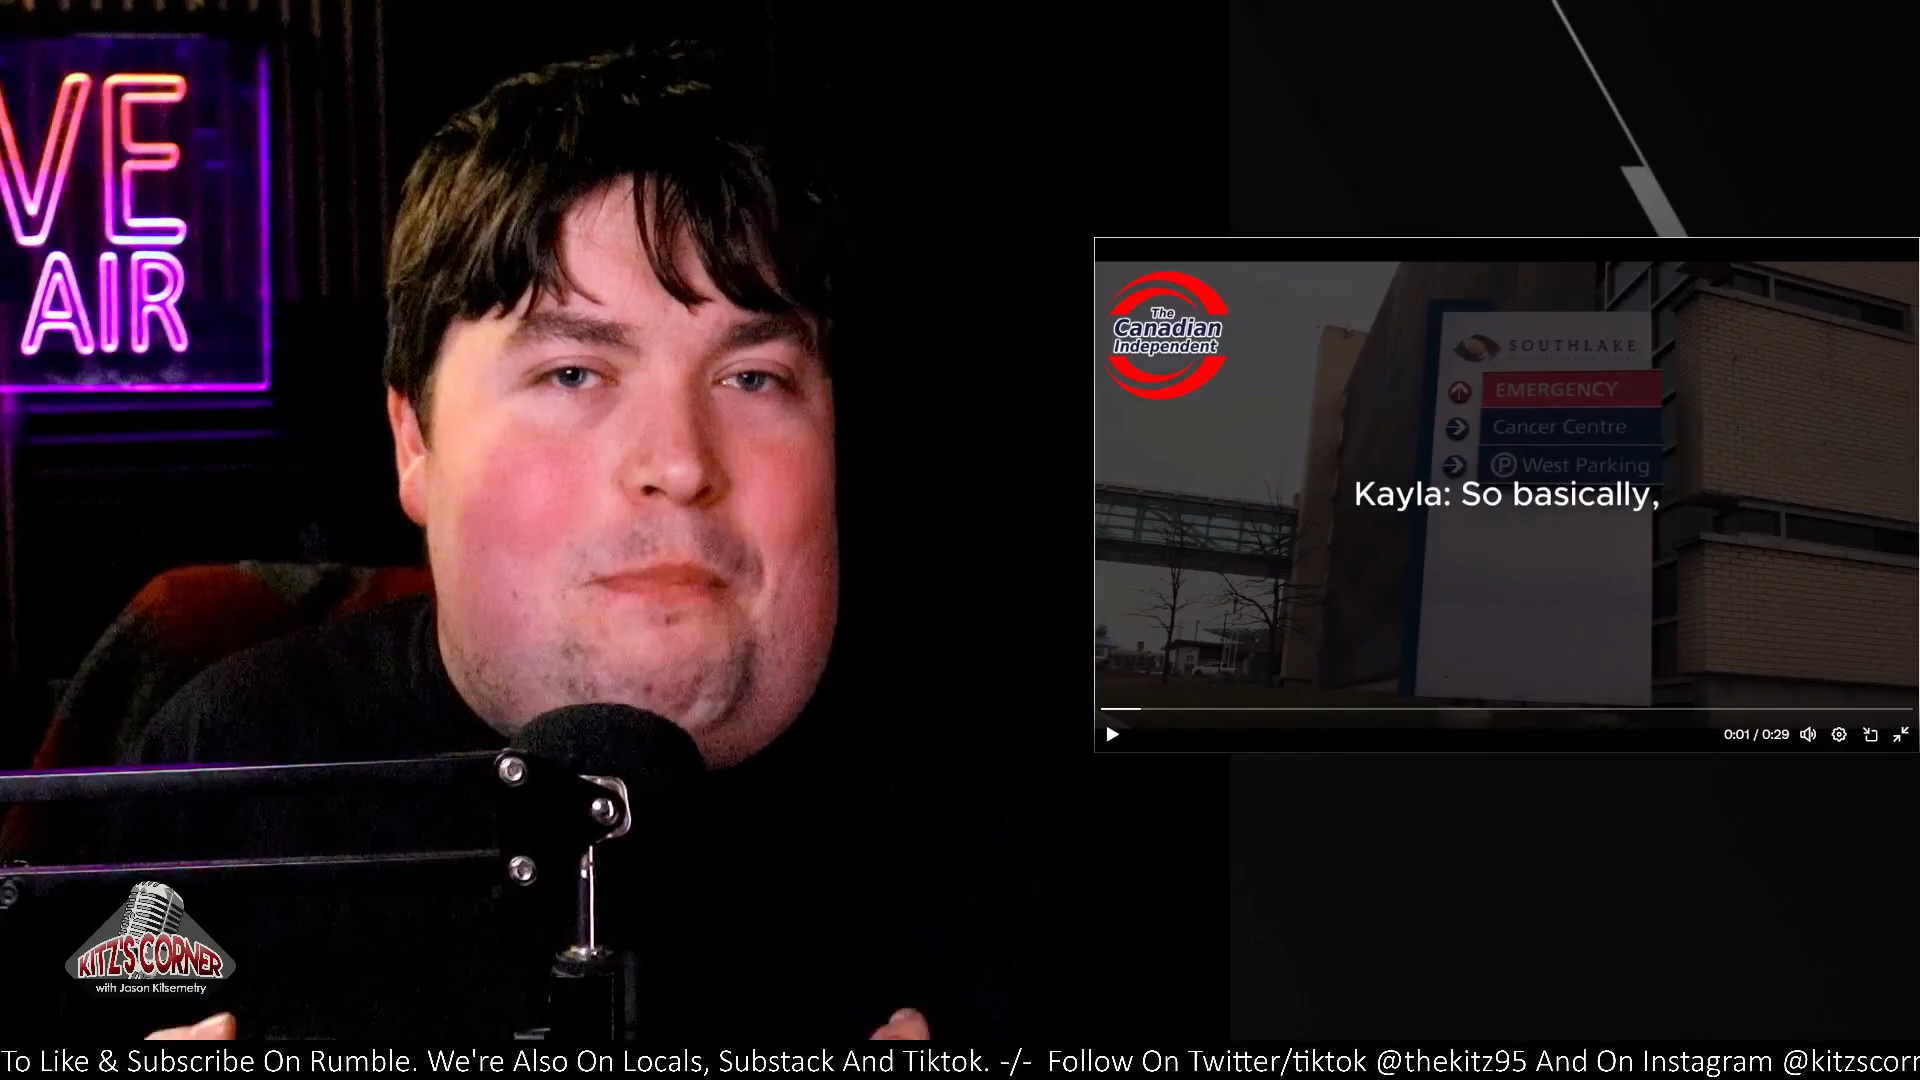 VE
AIR
The
Canadian
Independent
SOUTHLAKE
EMERGENCY
Cancer Centre
P West Parking
Kayla: So basically,
0:01 / 0:29
KITZ'S CORNER
with Jason Kitsemetry
To Like & Subscribe On Rumble. We're Also On Locals, Substack And Tiktok. -/- Follow On Twitter/tiktok @thekitz95 And On Instagram @kitzscorr